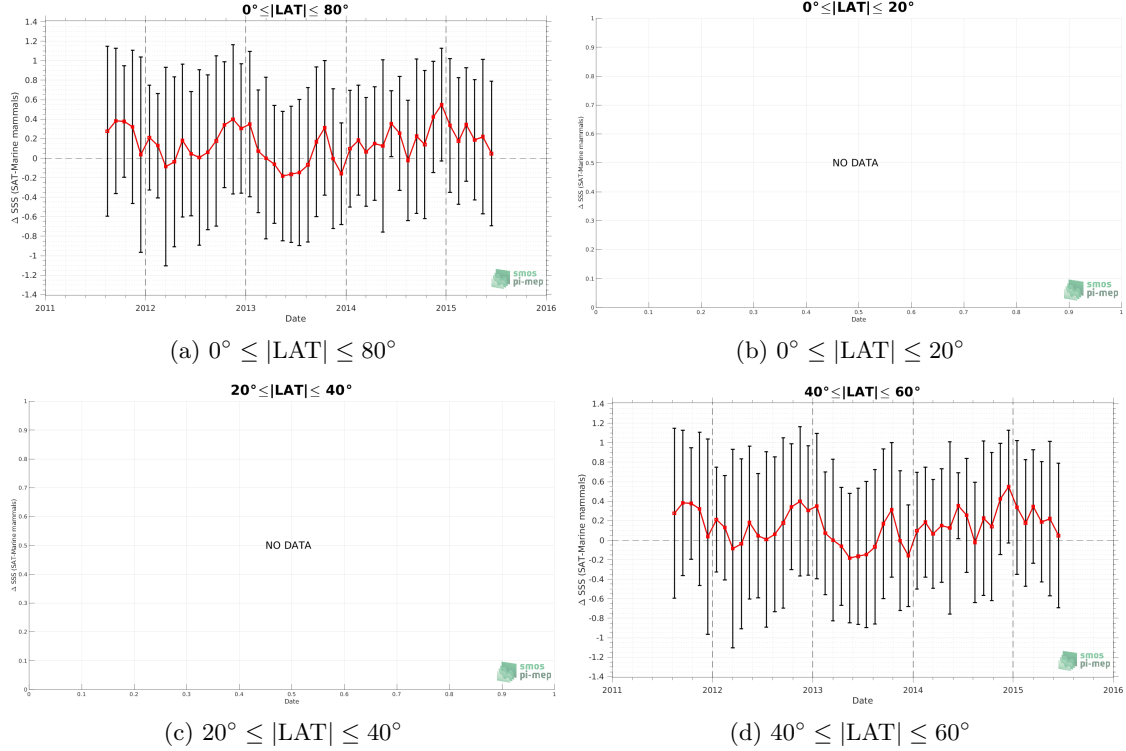 0°≤|LAT|≤ 80°
1.4
1.2
1
0.8
0.6
0.4
0.2
0
-0.2
-0.4
-0.6
-0.8
-1
-1.2
-1.4
Δ SSS (SAT-Marine mammals)
2011 2012 2013 2014 2015 2016
Date
smos
pi-mep
(a) 0° ≤ |LAT| ≤ 80°
0°≤|LAT|≤ 20°
1
0.9
0.8
0.7
0.6
0.5
0.4
0.3
0.2
0.1
0
Δ SSS (SAT-Marine mammals)
NO DATA
0 0.1 0.2 0.3 0.4 0.5 0.6 0.7 0.8 0.9 1
Date
smos
pi-mep
(b) 0° ≤ |LAT| ≤ 20°
20°≤|LAT|≤ 40°
1
0.9
0.8
0.7
0.6
0.5
0.4
0.3
0.2
0.1
0
Δ SSS (SAT-Marine mammals)
NO DATA
0 0.1 0.2 0.3 0.4 0.5 0.6 0.7 0.8 0.9 1
Date
smos
pi-mep
(c) 20° ≤ |LAT| ≤ 40°
40°≤|LAT|≤ 60°
1.4
1.2
1
0.8
0.6
0.4
0.2
0
-0.2
-0.4
-0.6
-0.8
-1
-1.2
-1.4
Δ SSS (SAT-Marine mammals)
2011 2012 2013 2014 2015 2016
Date
smos
pi-mep
(d) 40° ≤ |LAT| ≤ 60°